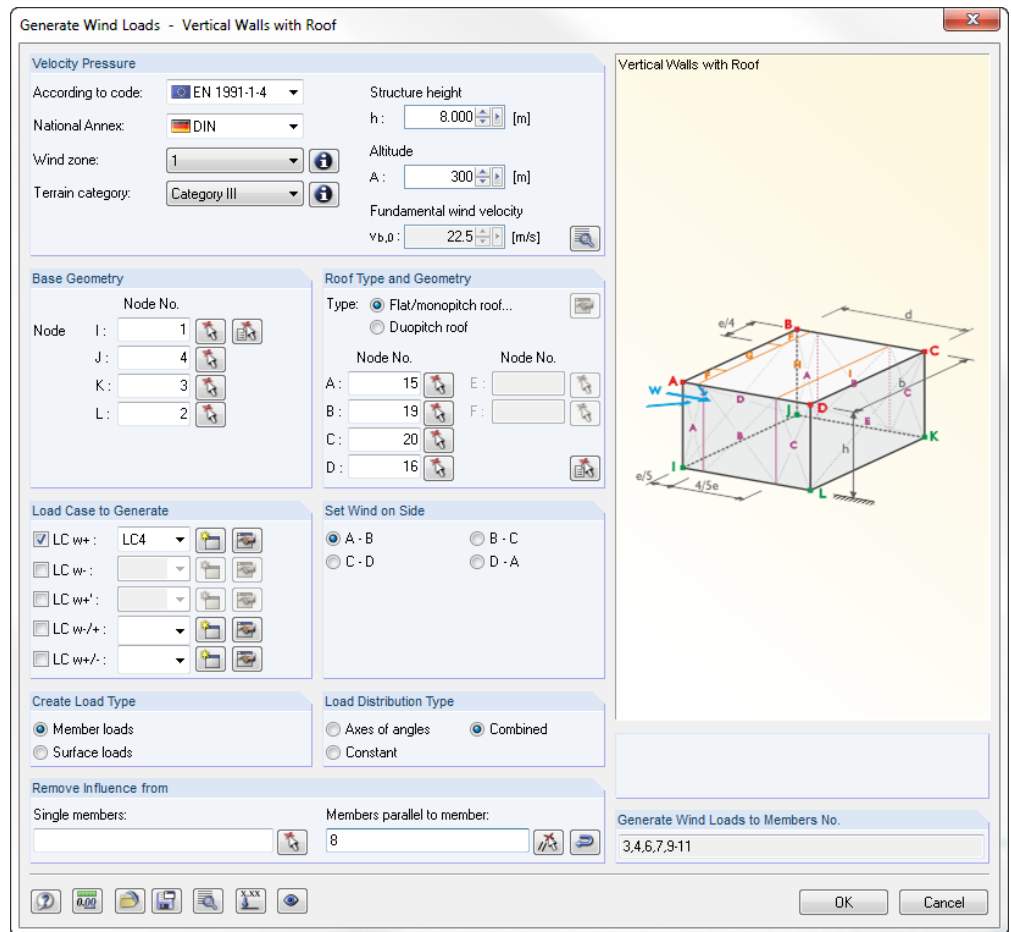 Generate Wind Loads - Vertical Walls with Roof
Velocity Pressure
According to code: EN 1991-1-4
National Annex: DIN
Wind zone: 1
Terrain category: Category III
Structure height
h: 8.000 [m]
Altitude
A: 300 [m]
Fundamental wind velocity
vb,0: 22.5 [m/s]
Base Geometry
Node No.
Node I: 1
J: 4
K: 3
L: 2
Roof Type and Geometry
Type: Flat/monopitch roof...
Duopitch roof
Node No. Node No.
A: 15 E:
B: 19 F:
C: 20
D: 16
Load Case to Generate
LC w+: LC4
LC w-:
LC w+':
LC w-/+:
LC w+/-:
Set Wind on Side
A - B B - C
C - D D - A
Create Load Type
Member loads
Surface loads
Load Distribution Type
Axes of angles Combined
Constant
Remove Influence from
Single members:
Members parallel to member:
8
Vertical Walls with Roof
e/4 B d
F
G H C
A F A I B b C
W D J D E
A B C h K
I
e/5 4/5e L
Generate Wind Loads to Members No.
3,4,6,7,9-11
0.00 x.xx
OK Cancel